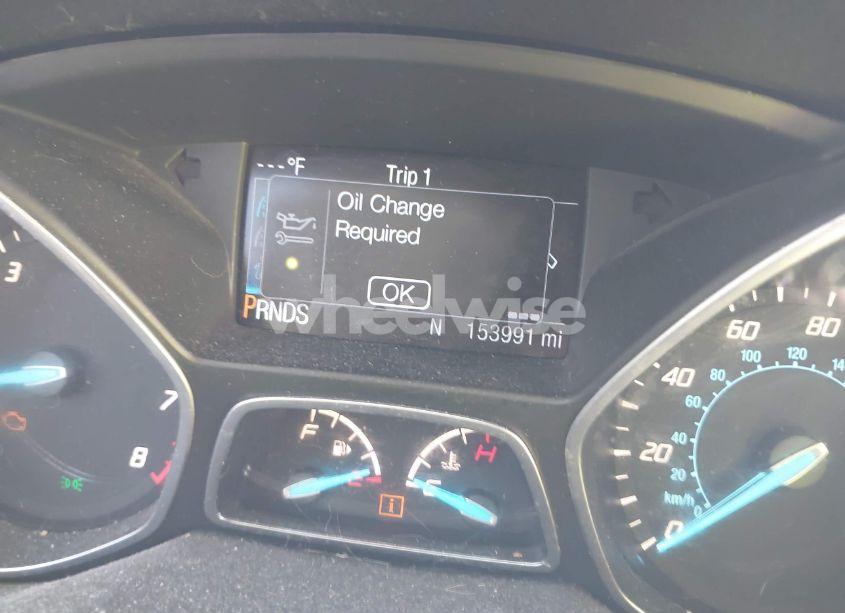 ---°F Trip 1
Oil Change
Required
OK
PRNDS N 153991 mi
wheelwise
3
7
8
F
E
H
C
i
0
20
40
60
80
km/h
0
20
40
60
80
100
120